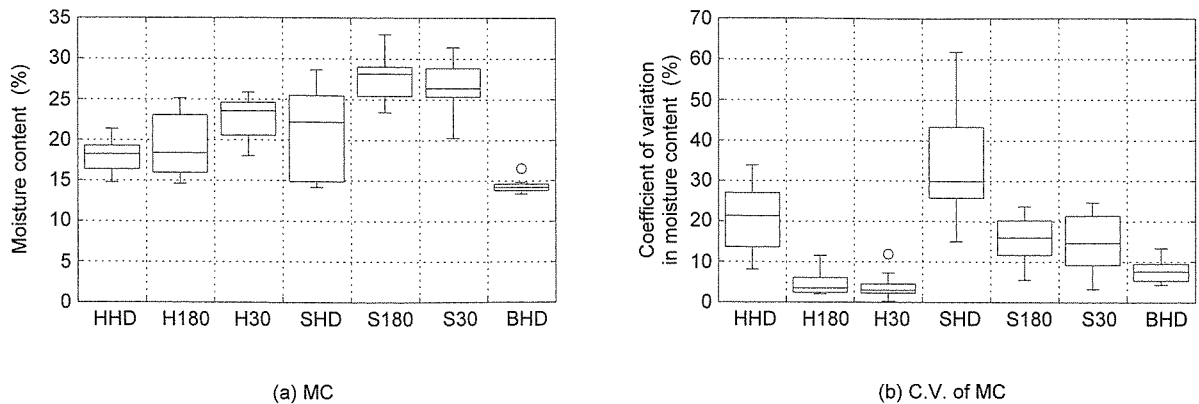 35
30
25
20
15
10
5
0
Moisture content (%)
HHD H180 H30 SHD S180 S30 BHD
(a) MC
70
60
50
40
30
20
10
0
Coefficient of variation
in moisture content (%)
HHD H180 H30 SHD S180 S30 BHD
(b) C.V. of MC